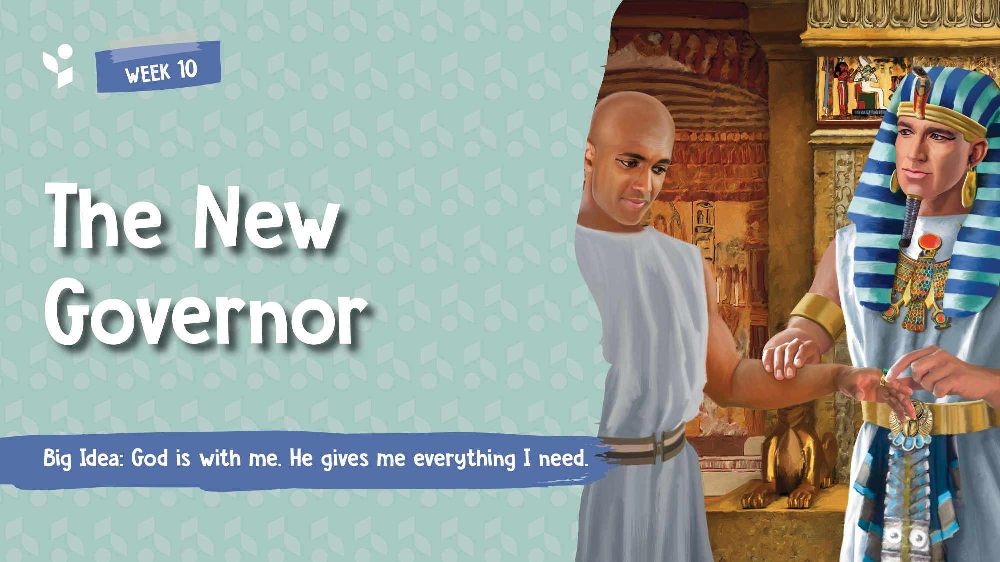 WEEK 10
The New
Governor
Big Idea: God is with me. He gives me everything I need.